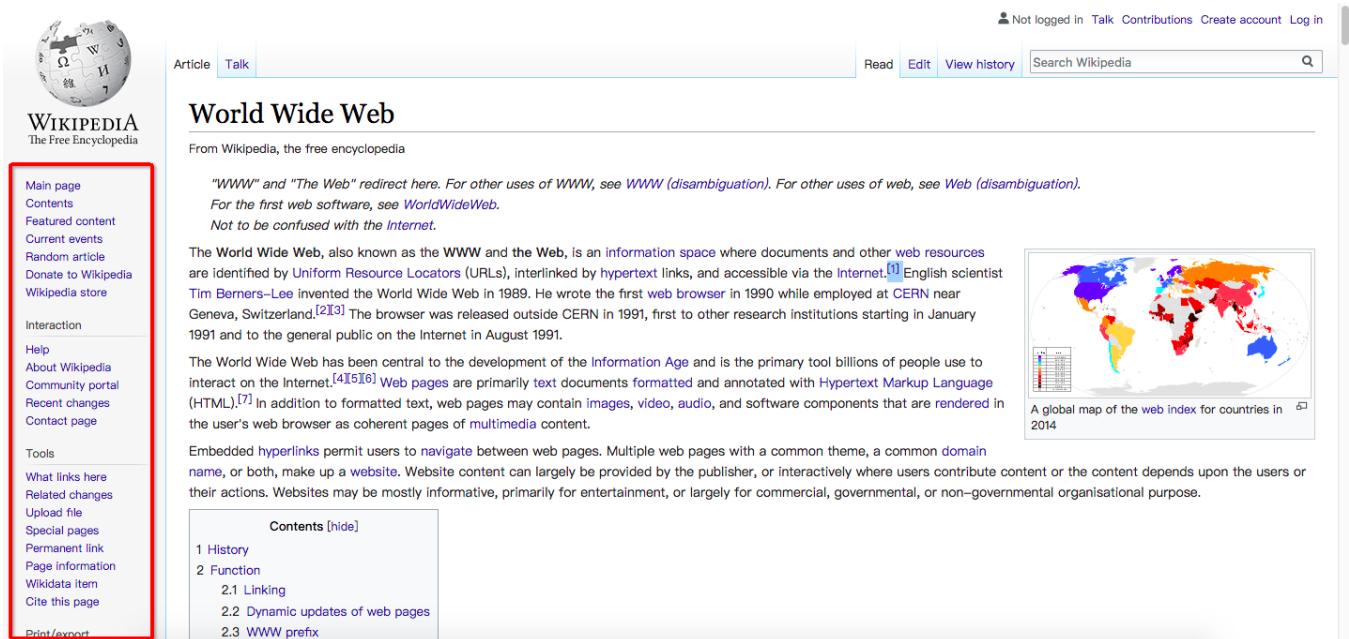 Not logged in Talk Contributions Create account Log in
Article Talk Read Edit View history Search Wikipedia
WIKIPEDIA
The Free Encyclopedia
Main page
Contents
Featured content
Current events
Random article
Donate to Wikipedia
Wikipedia store
Interaction
Help
About Wikipedia
Community portal
Recent changes
Contact page
Tools
What links here
Related changes
Upload file
Special pages
Permanent link
Page information
Wikidata item
Cite this page
Print/export
World Wide Web
From Wikipedia, the free encyclopedia
"WWW" and "The Web" redirect here. For other uses of WWW, see WWW (disambiguation). For other uses of web, see Web (disambiguation).
For the first web software, see WorldWideWeb.
Not to be confused with the Internet.
The World Wide Web, also known as the WWW and the Web, is an information space where documents and other web resources
are identified by Uniform Resource Locators (URLs), interlinked by hypertext links, and accessible via the Internet.[1] English scientist
Tim Berners-Lee invented the World Wide Web in 1989. He wrote the first web browser in 1990 while employed at CERN near
Geneva, Switzerland.[2][3] The browser was released outside CERN in 1991, first to other research institutions starting in January
1991 and to the general public on the Internet in August 1991.
The World Wide Web has been central to the development of the Information Age and is the primary tool billions of people use to
interact on the Internet.[4][5][6] Web pages are primarily text documents formatted and annotated with Hypertext Markup Language
(HTML).[7] In addition to formatted text, web pages may contain images, video, audio, and software components that are rendered in
the user's web browser as coherent pages of multimedia content.
Embedded hyperlinks permit users to navigate between web pages. Multiple web pages with a common theme, a common domain
name, or both, make up a website. Website content can largely be provided by the publisher, or interactively where users contribute content or the content depends upon the users or
their actions. Websites may be mostly informative, primarily for entertainment, or largely for commercial, governmental, or non-governmental organisational purpose.
A global map of the web index for countries in
2014
Contents [hide]
1 History
2 Function
2.1 Linking
2.2 Dynamic updates of web pages
2.3 WWW prefix